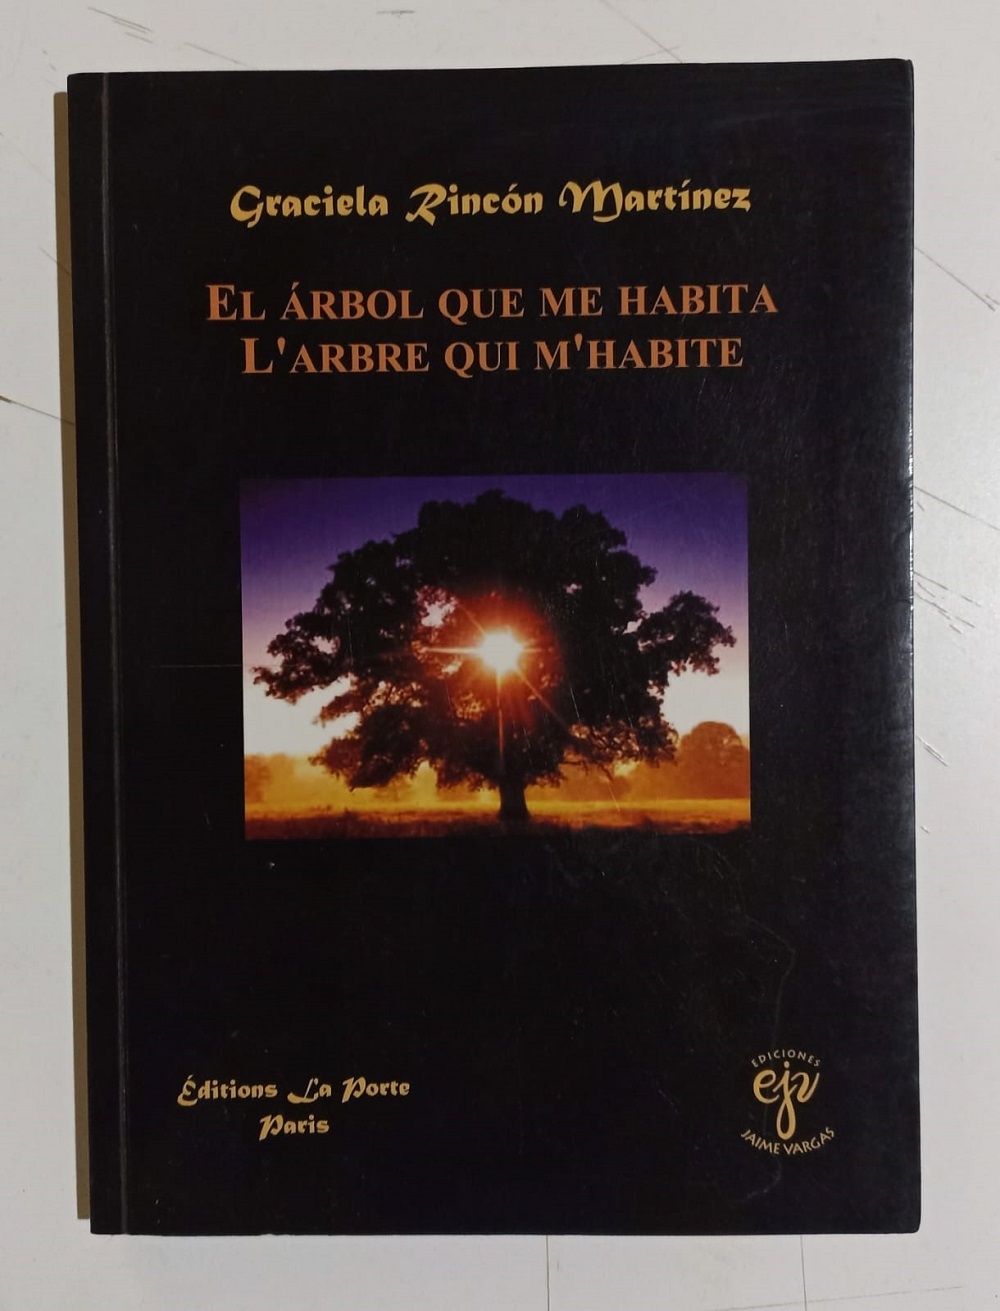 Graciela Rincón Martínez
EL ÁRBOL QUE ME HABITA
L'ARBRE QUI M'HABITE
Éditions La Porte
Paris
EDICIONES
ejv
JAIME VARGAS